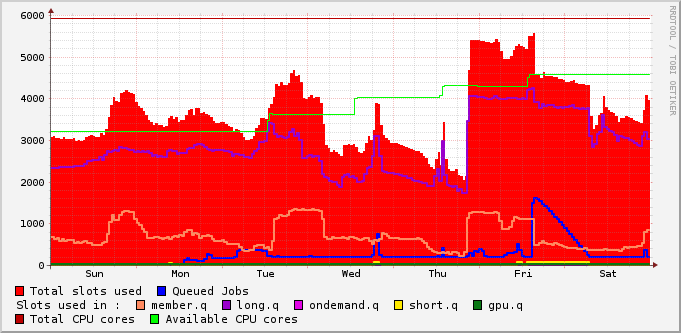 6000
5000
4000
3000
2000
1000
0
Sun Mon Tue Wed Thu Fri Sat
RRDTOOL / TOBI OETIKER
Total slots used Queued Jobs
Slots used in : member.q long.q ondemand.q short.q gpu.q
Total CPU cores Available CPU cores